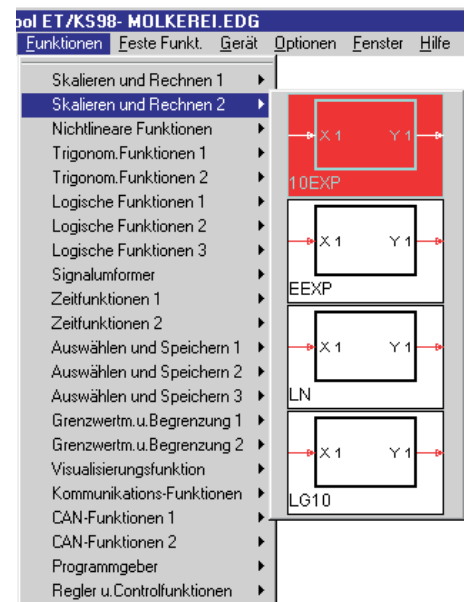 ool ET/KS98- MOLKEREI.EDG
Funktionen Feste Funkt. Gerät Optionen Fenster Hilfe
Skalieren und Rechnen 1
Skalieren und Rechnen 2
Nichtlineare Funktionen
Trigonom.Funktionen 1
Trigonom.Funktionen 2
Logische Funktionen 1
Logische Funktionen 2
Logische Funktionen 3
Signalumformer
Zeitfunktionen 1
Zeitfunktionen 2
Auswählen und Speichern 1
Auswählen und Speichern 2
Auswählen und Speichern 3
Grenzwertm.u.Begrenzung 1
Grenzwertm.u.Begrenzung 2
Visualisierungsfunktion
Kommunikations-Funktionen
CAN-Funktionen 1
CAN-Funktionen 2
Programmgeber
Regler u.Controlfunktionen
X 1 Y 1
10EXP
X 1 Y 1
EEXP
X 1 Y 1
LN
X 1 Y 1
LG10